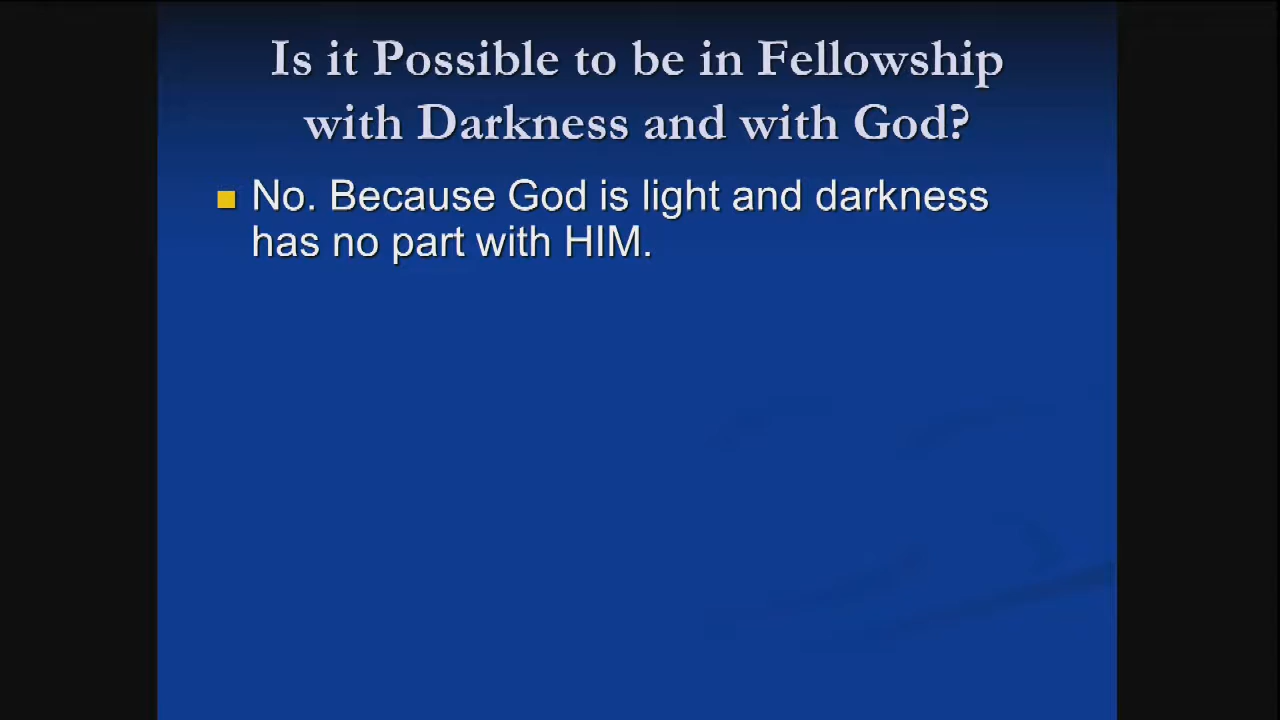 Is it Possible to be in Fellowship
with Darkness and with God?
No. Because God is light and darkness
has no part with HIM.